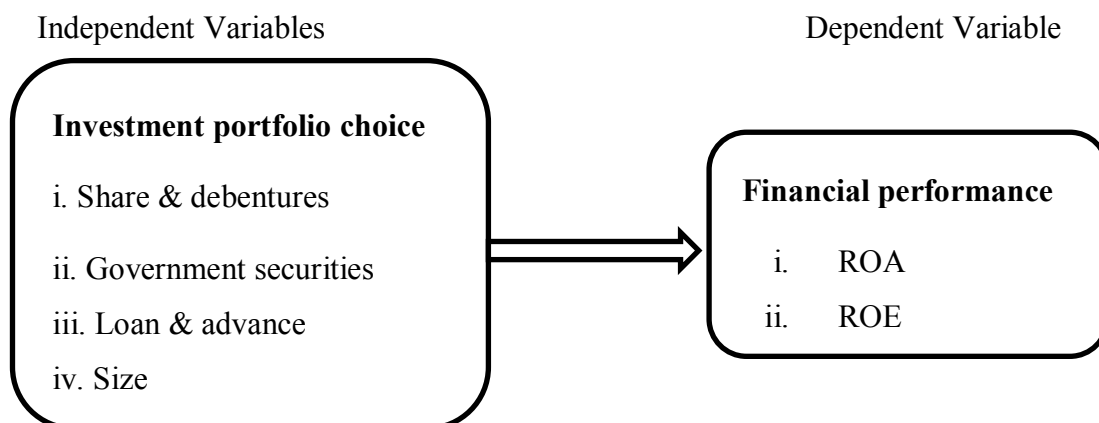 Independent Variables
Dependent Variable
Investment portfolio choice
i. Share & debentures
ii. Government securities
iii. Loan & advance
iv. Size
Financial performance
i. ROA
ii. ROE